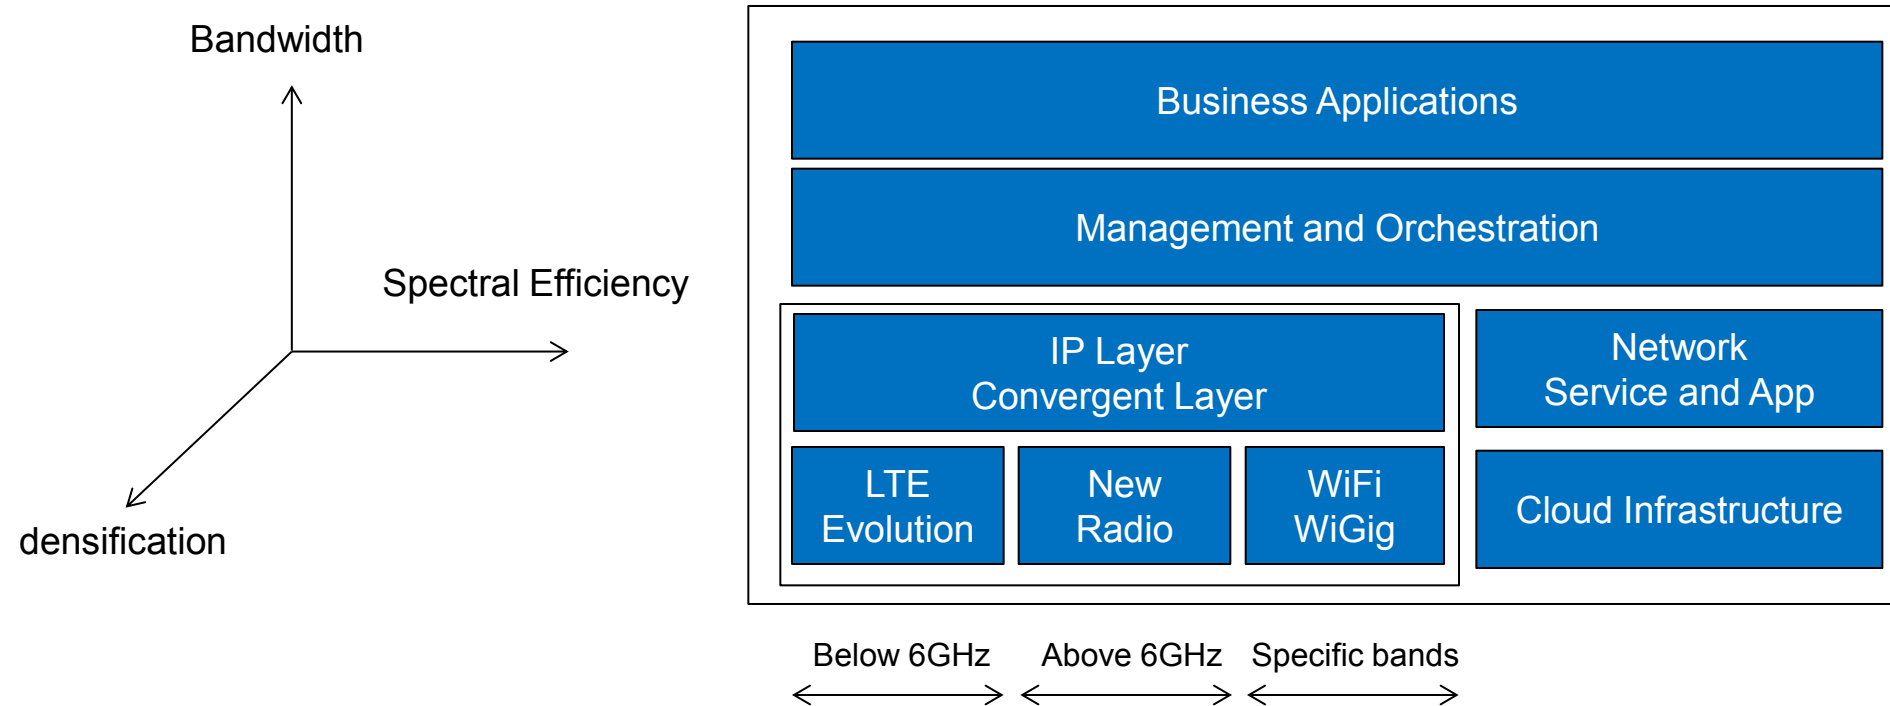 Bandwidth
Spectral Efficiency
densification
Business Applications
Management and Orchestration
IP Layer
Convergent Layer
Network
Service and App
LTE
Evolution
New
Radio
WiFi
WiGig
Cloud Infrastructure
Below 6GHz
Above 6GHz
Specific bands